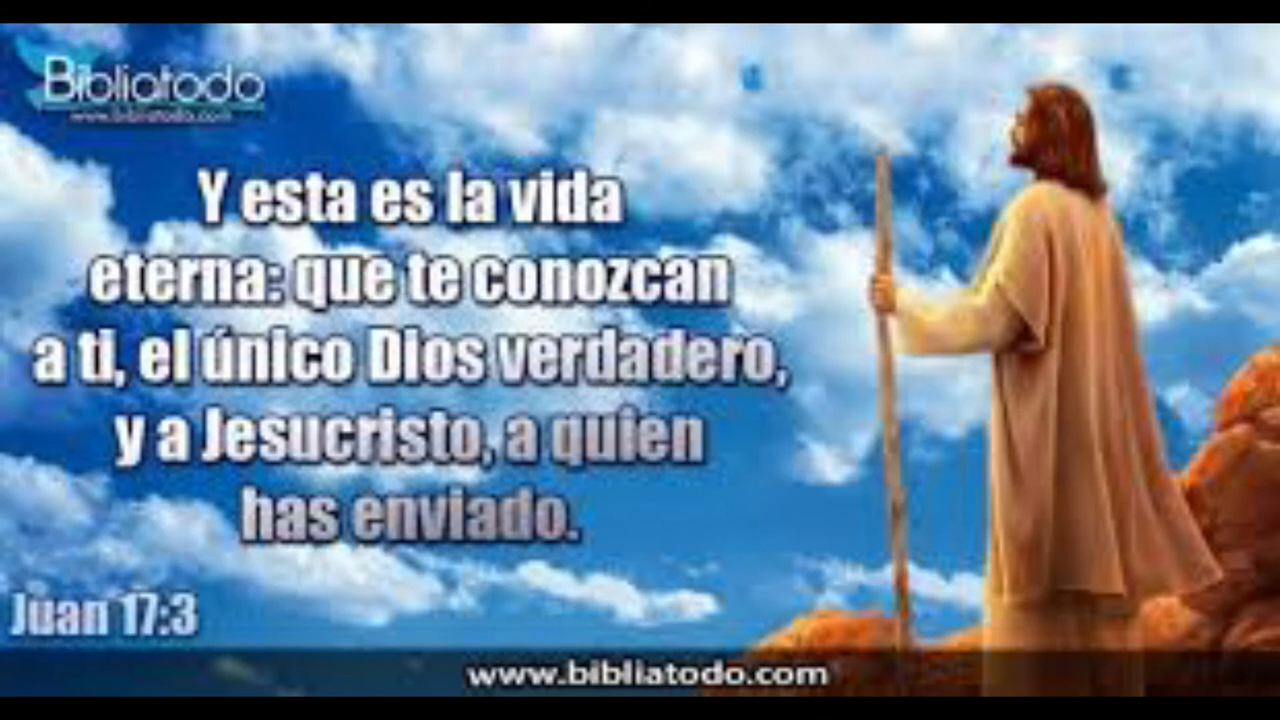 Bibliatodo
www.bibliatodo.com
Y esta es la vida
eterna: que te conozcan
a ti, el único Dios verdadero,
y a Jesucristo, a quien
has enviado.
Juan 17:3
www.bibliatodo.com